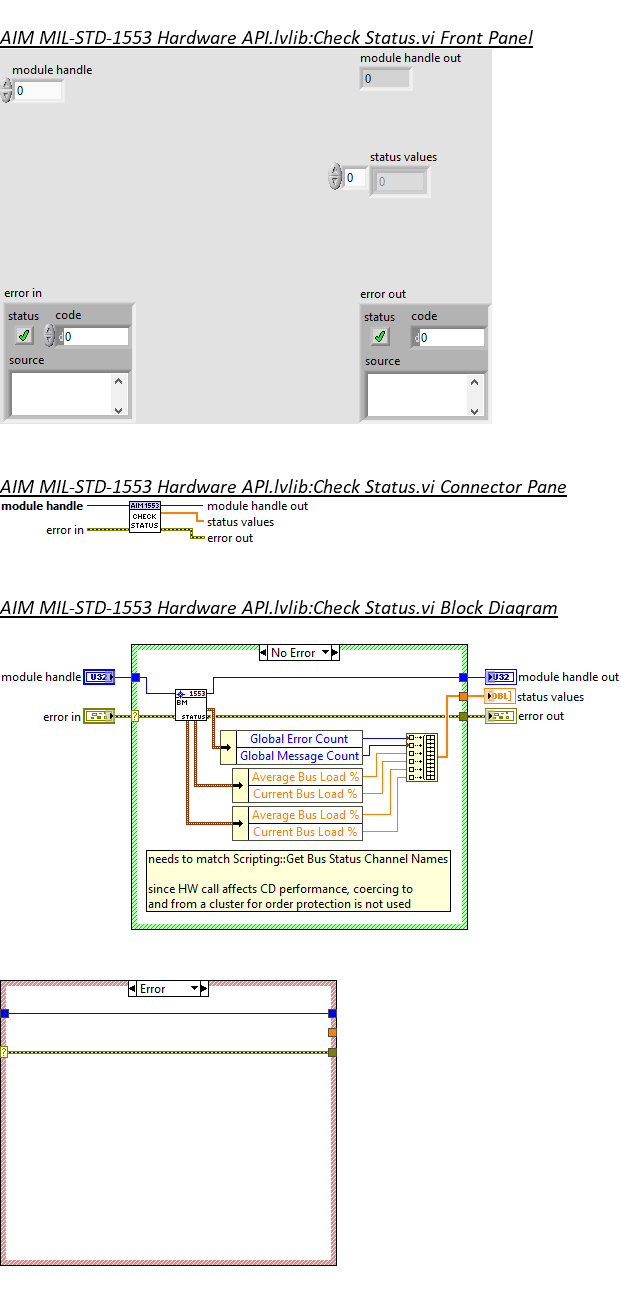 AIM MIL-STD-1553 Hardware API.lvlib:Check Status.vi Front Panel
module handle
0
module handle out
0
status values
0
0
error in
status code
d0
source
error out
status code
d0
source
AIM MIL-STD-1553 Hardware API.lvlib:Check Status.vi Connector Pane
module handle
error in
AIM1553
CHECK
STATUS
module handle out
status values
error out
AIM MIL-STD-1553 Hardware API.lvlib:Check Status.vi Block Diagram
No Error
module handle
U32
error in
?
1553
BM
STATUS
U32
module handle out
DBL
status values
error out
Global Error Count
Global Message Count
Average Bus Load %
Current Bus Load %
Average Bus Load %
Current Bus Load %
needs to match Scripting::Get Bus Status Channel Names
since HW call affects CD performance, coercing to
and from a cluster for order protection is not used
Error
?